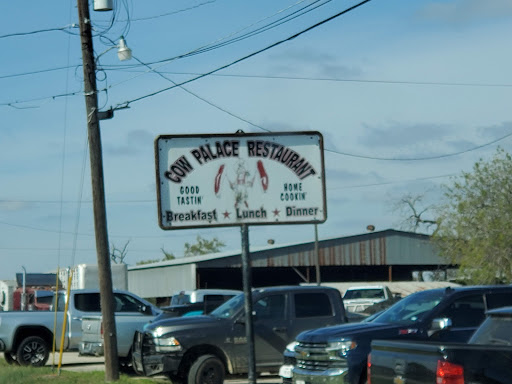 COW PALACE RESTAURANT
GOOD TASTIN'
HOME COOKIN'
Breakfast ★ Lunch ★ Dinner